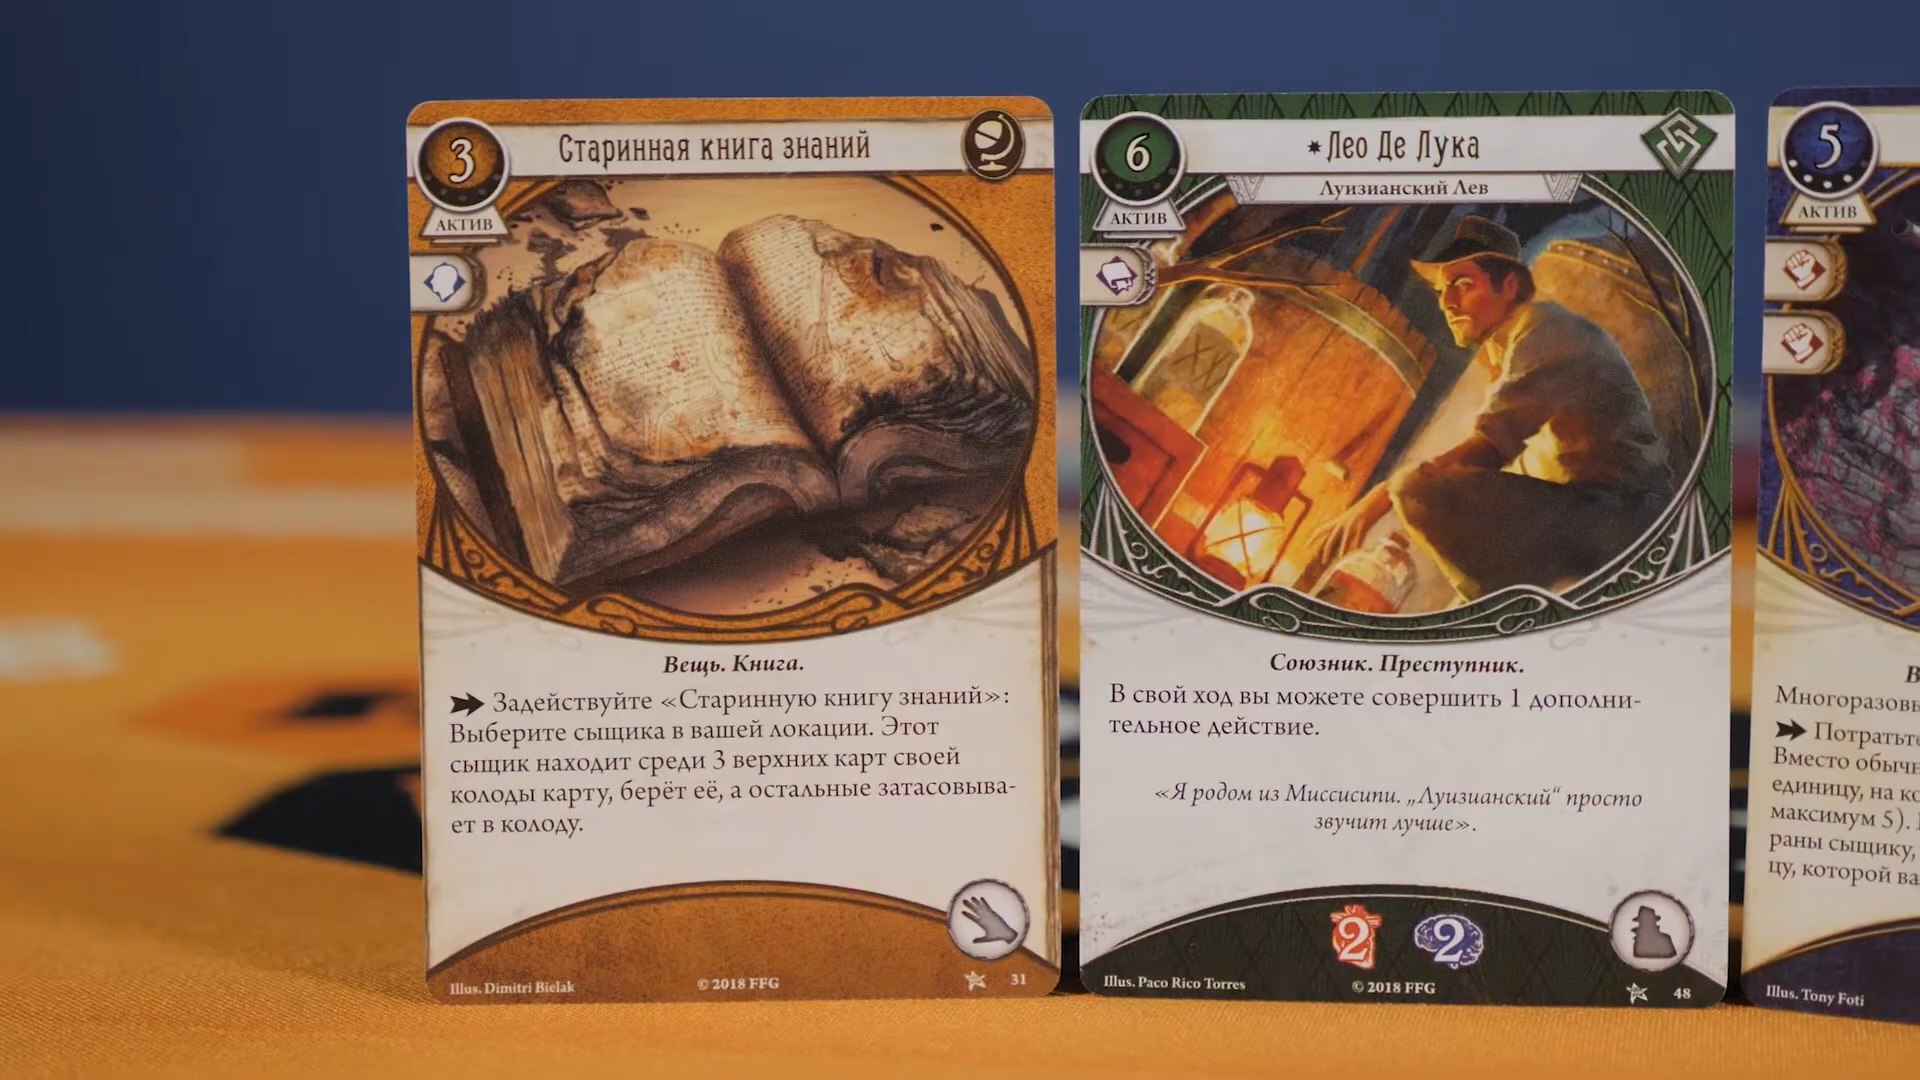 3
Старинная книга знаний
АКТИВ
Вещь. Книга.
Задействуйте «Старинную книгу знаний»:
Выберите сыщика в вашей локации. Этот
сыщик находит среди 3 верхних карт своей
колоды карту, берёт её, а остальные затасовыва-
ет в колоду.
Illus. Dimitri Bielak
© 2018 FFG
31
6
Лео Де Лука
Луизианский Лев
АКТИВ
XX
Союзник. Преступник.
В свой ход вы можете совершить 1 дополни-
тельное действие.
«Я родом из Миссисипи. „Луизианский“ просто
звучит лучше».
2 2
Illus. Paco Rico Torres
© 2018 FFG
48
5
АКТИВ
Потратьте
Вместо
единицу, на
максимум 5).
раны сыщику,
цу, которой
Illus. Tony Foti